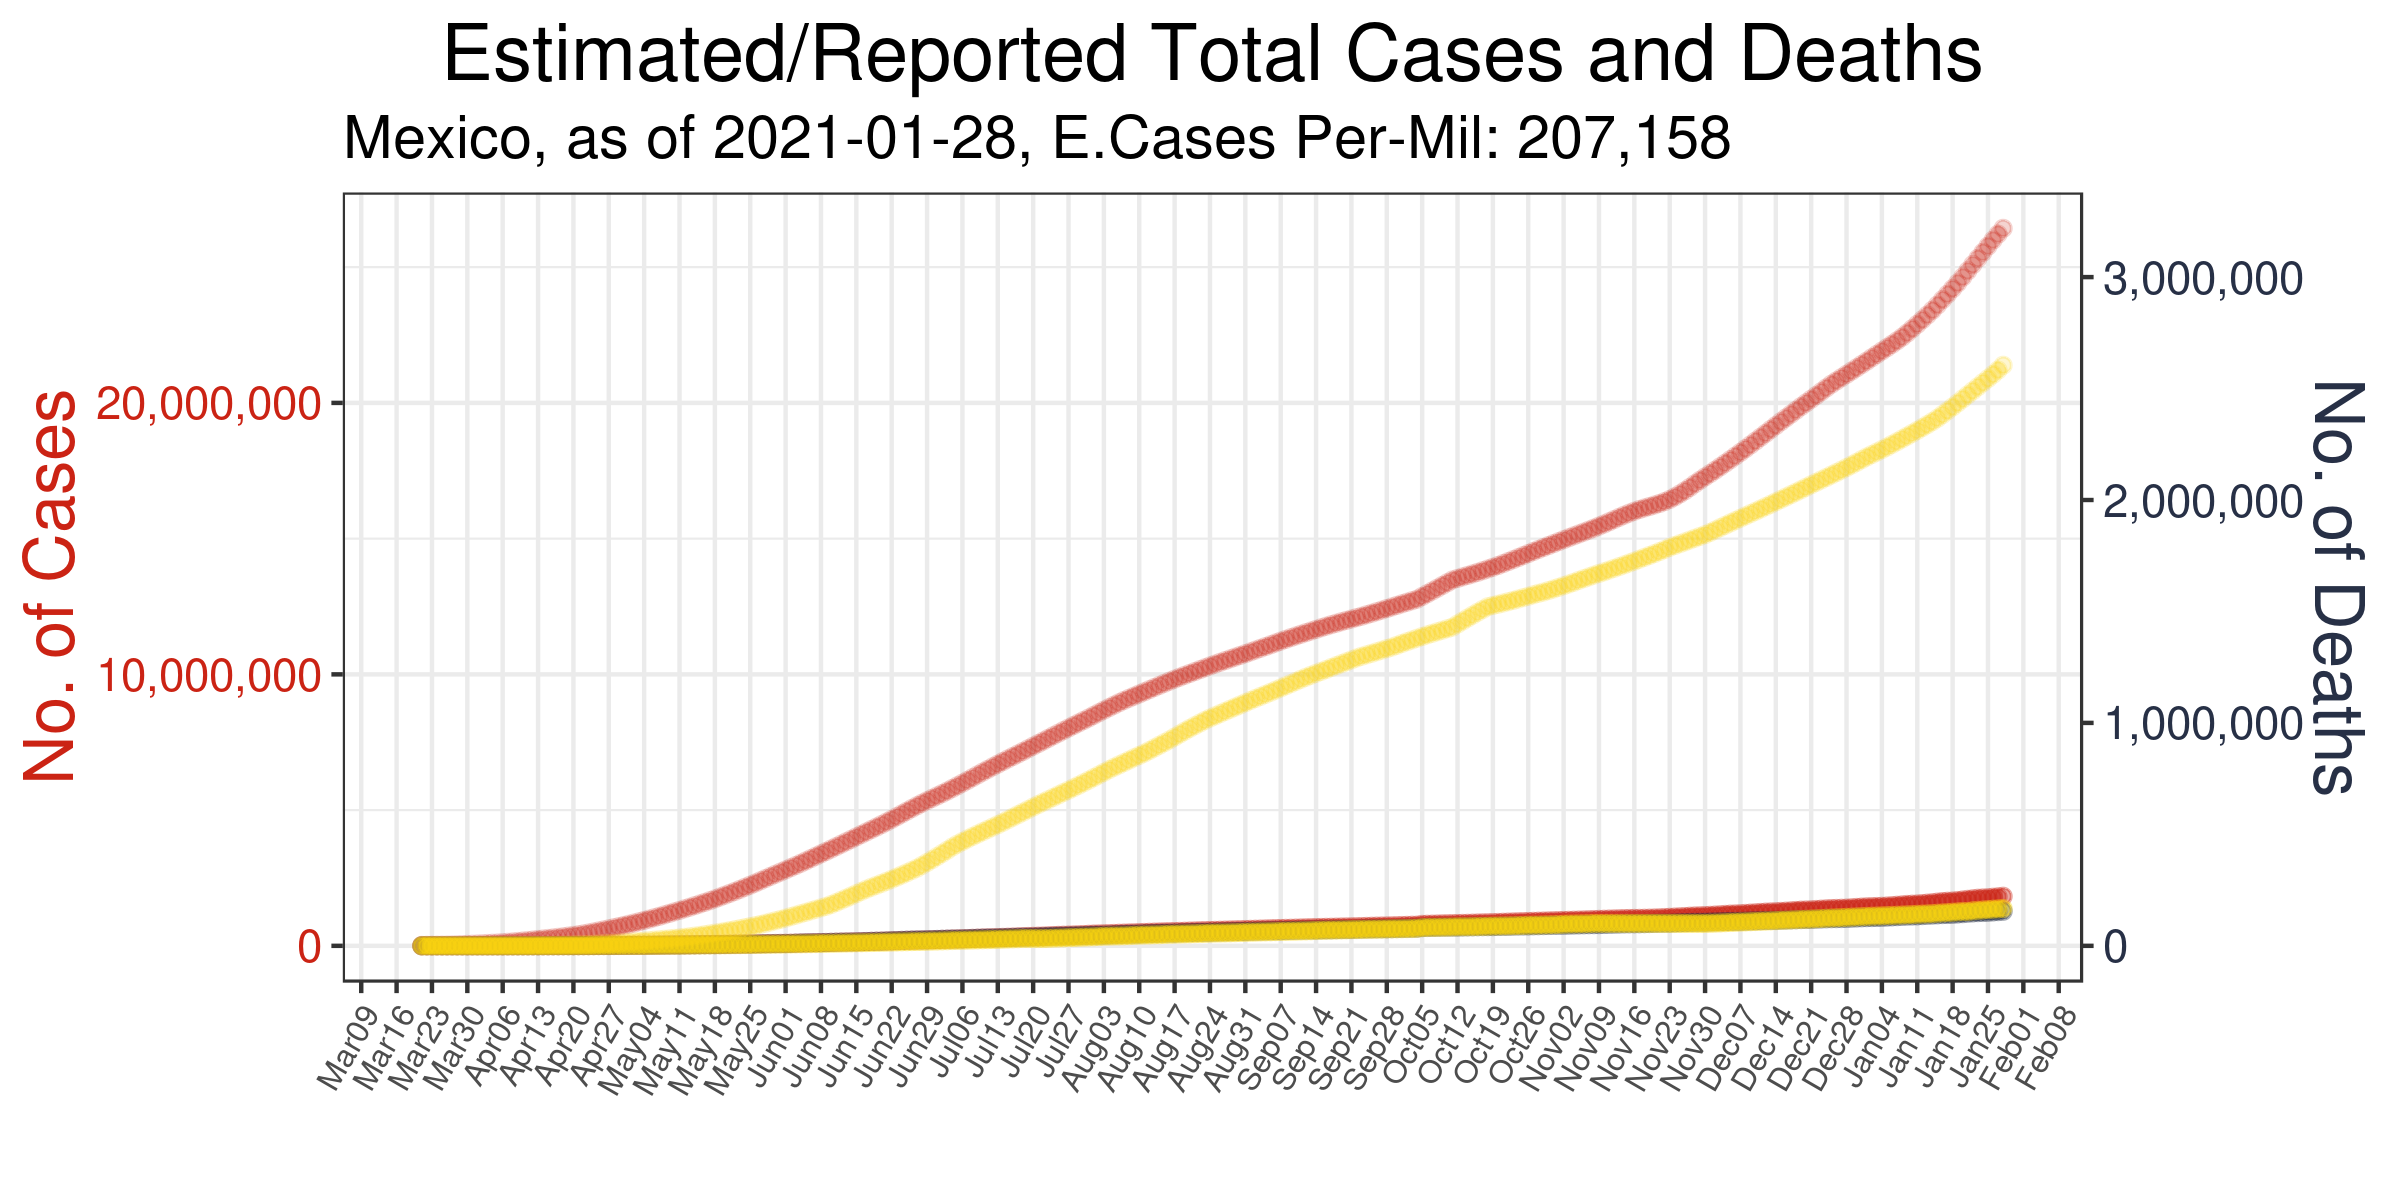 Estimated/Reported Total Cases and Deaths
Mexico, as of 2021-01-28, E.Cases Per-Mil: 207,158
No. of Cases
20,000,000
10,000,000
0
3,000,000
2,000,000
1,000,000
0
No. of Deaths
Mar09
Mar16
Mar23
Mar30
Apr06
Apr13
Apr20
Apr27
May04
May11
May18
May25
Jun01
Jun08
Jun15
Jun22
Jun29
Jul06
Jul13
Jul20
Jul27
Aug03
Aug10
Aug17
Aug24
Aug31
Sep07
Sep14
Sep21
Sep28
Oct05
Oct12
Oct19
Oct26
Nov02
Nov09
Nov16
Nov23
Nov30
Dec07
Dec14
Dec21
Dec28
Jan04
Jan11
Jan18
Jan25
Feb01
Feb08